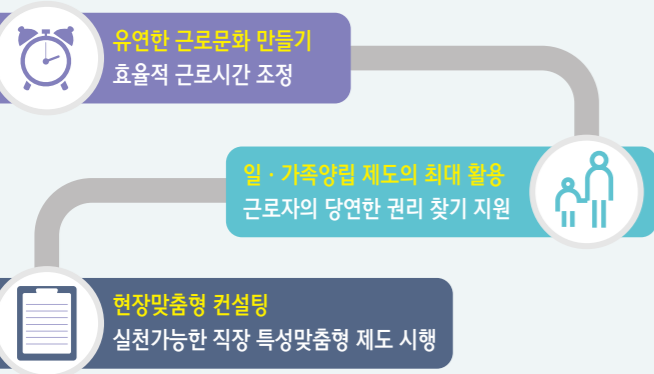 유연한 근로문화 만들기
효율적 근로시간 조정
일 · 가족양립 제도의 최대 활용
근로자의 당연한 권리 찾기 지원
현장맞춤형 컨설팅
실천가능한 직장 특성맞춤형 제도 시행